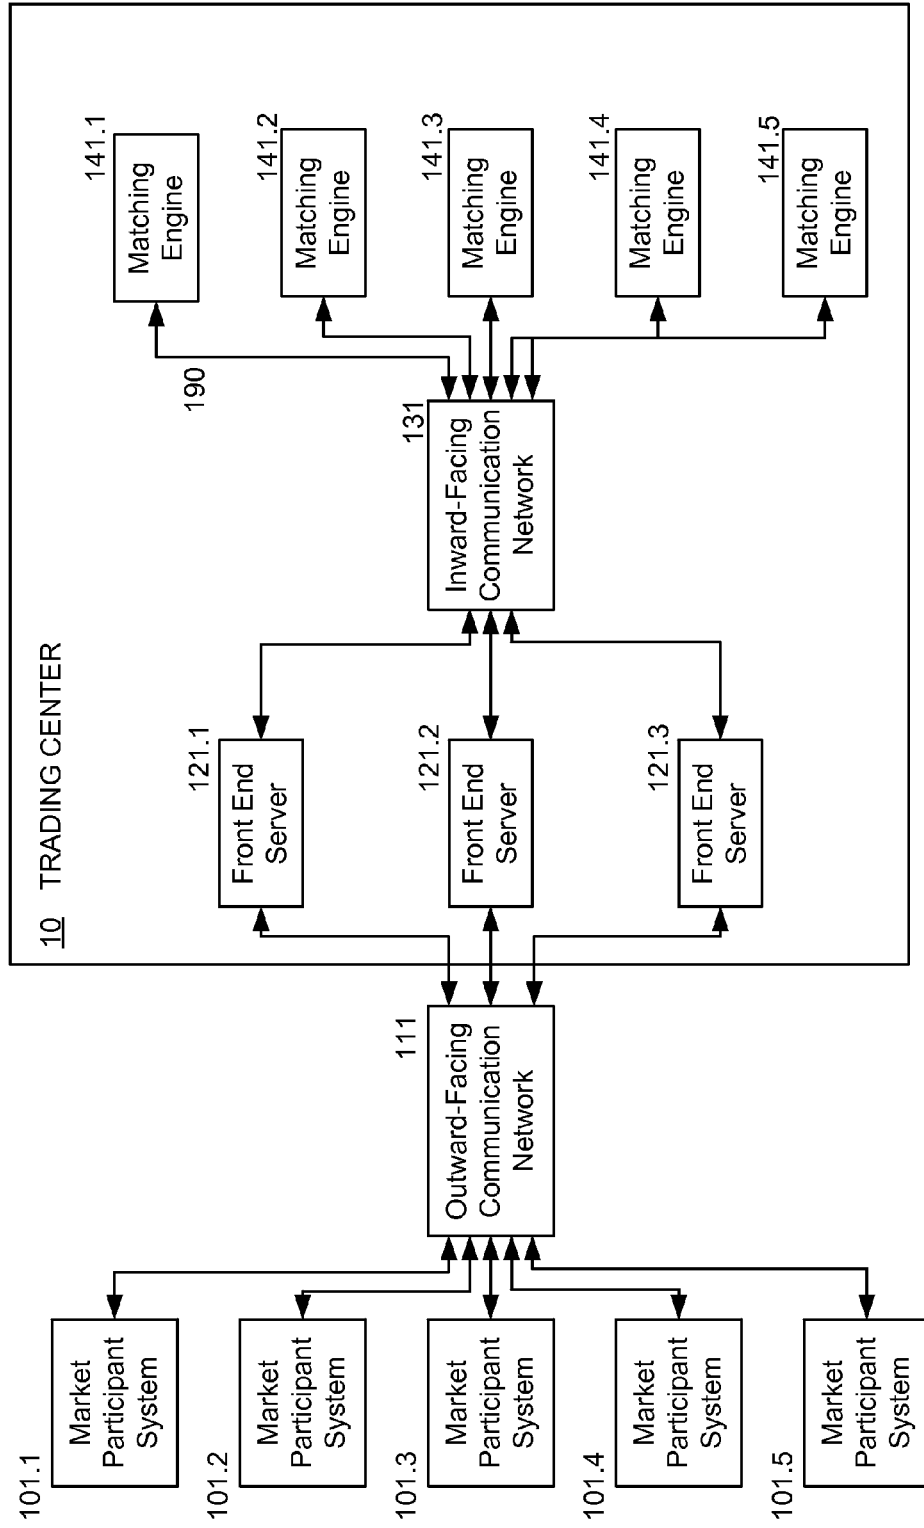 10 TRADING CENTER
101.1
Market
Participant
System
101.2
Market
Participant
System
101.3
Market
Participant
System
101.4
Market
Participant
System
101.5
Market
Participant
System
111
Outward-Facing
Communication
Network
121.1
Front End
Server
121.2
Front End
Server
121.3
Front End
Server
131
Inward-Facing
Communication
Network
190
141.1
Matching
Engine
141.2
Matching
Engine
141.3
Matching
Engine
141.4
Matching
Engine
141.5
Matching
Engine